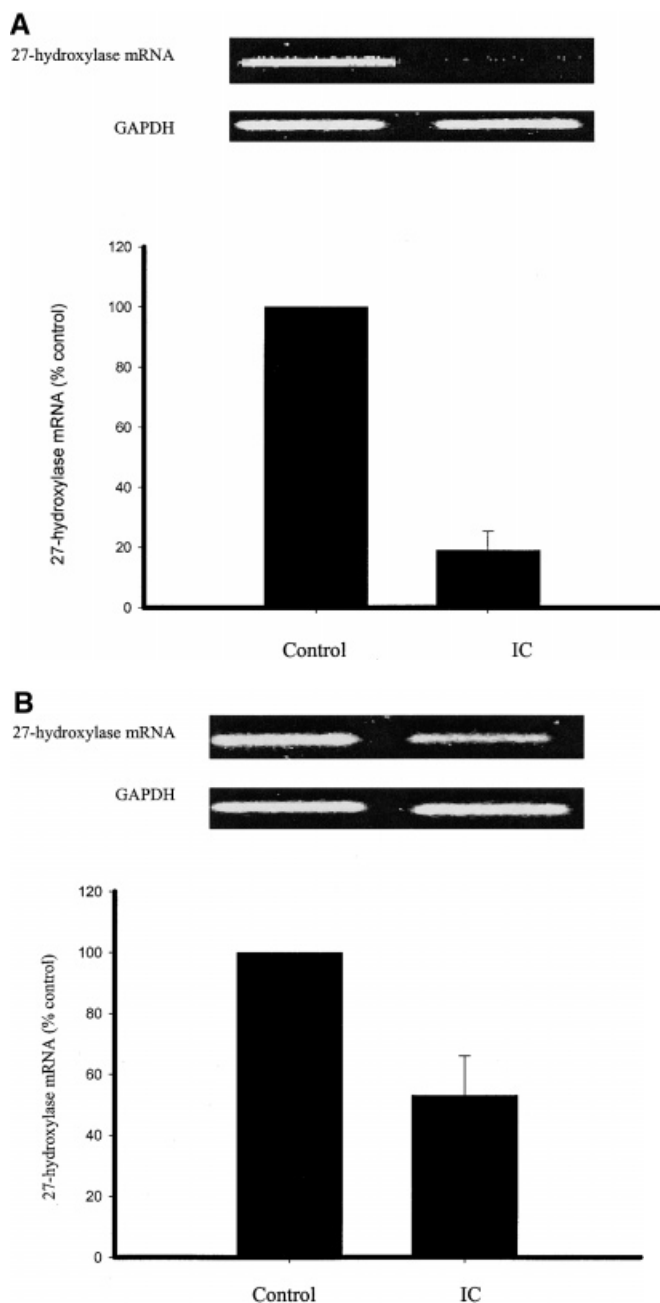 A
27-hydroxylase mRNA
GAPDH
120
100
80
60
40
20
0
27-hydroxylase mRNA (% control)
Control IC
B
27-hydroxylase mRNA
GAPDH
120
100
80
60
40
20
0
27-hydroxylase mRNA (% control)
Control IC